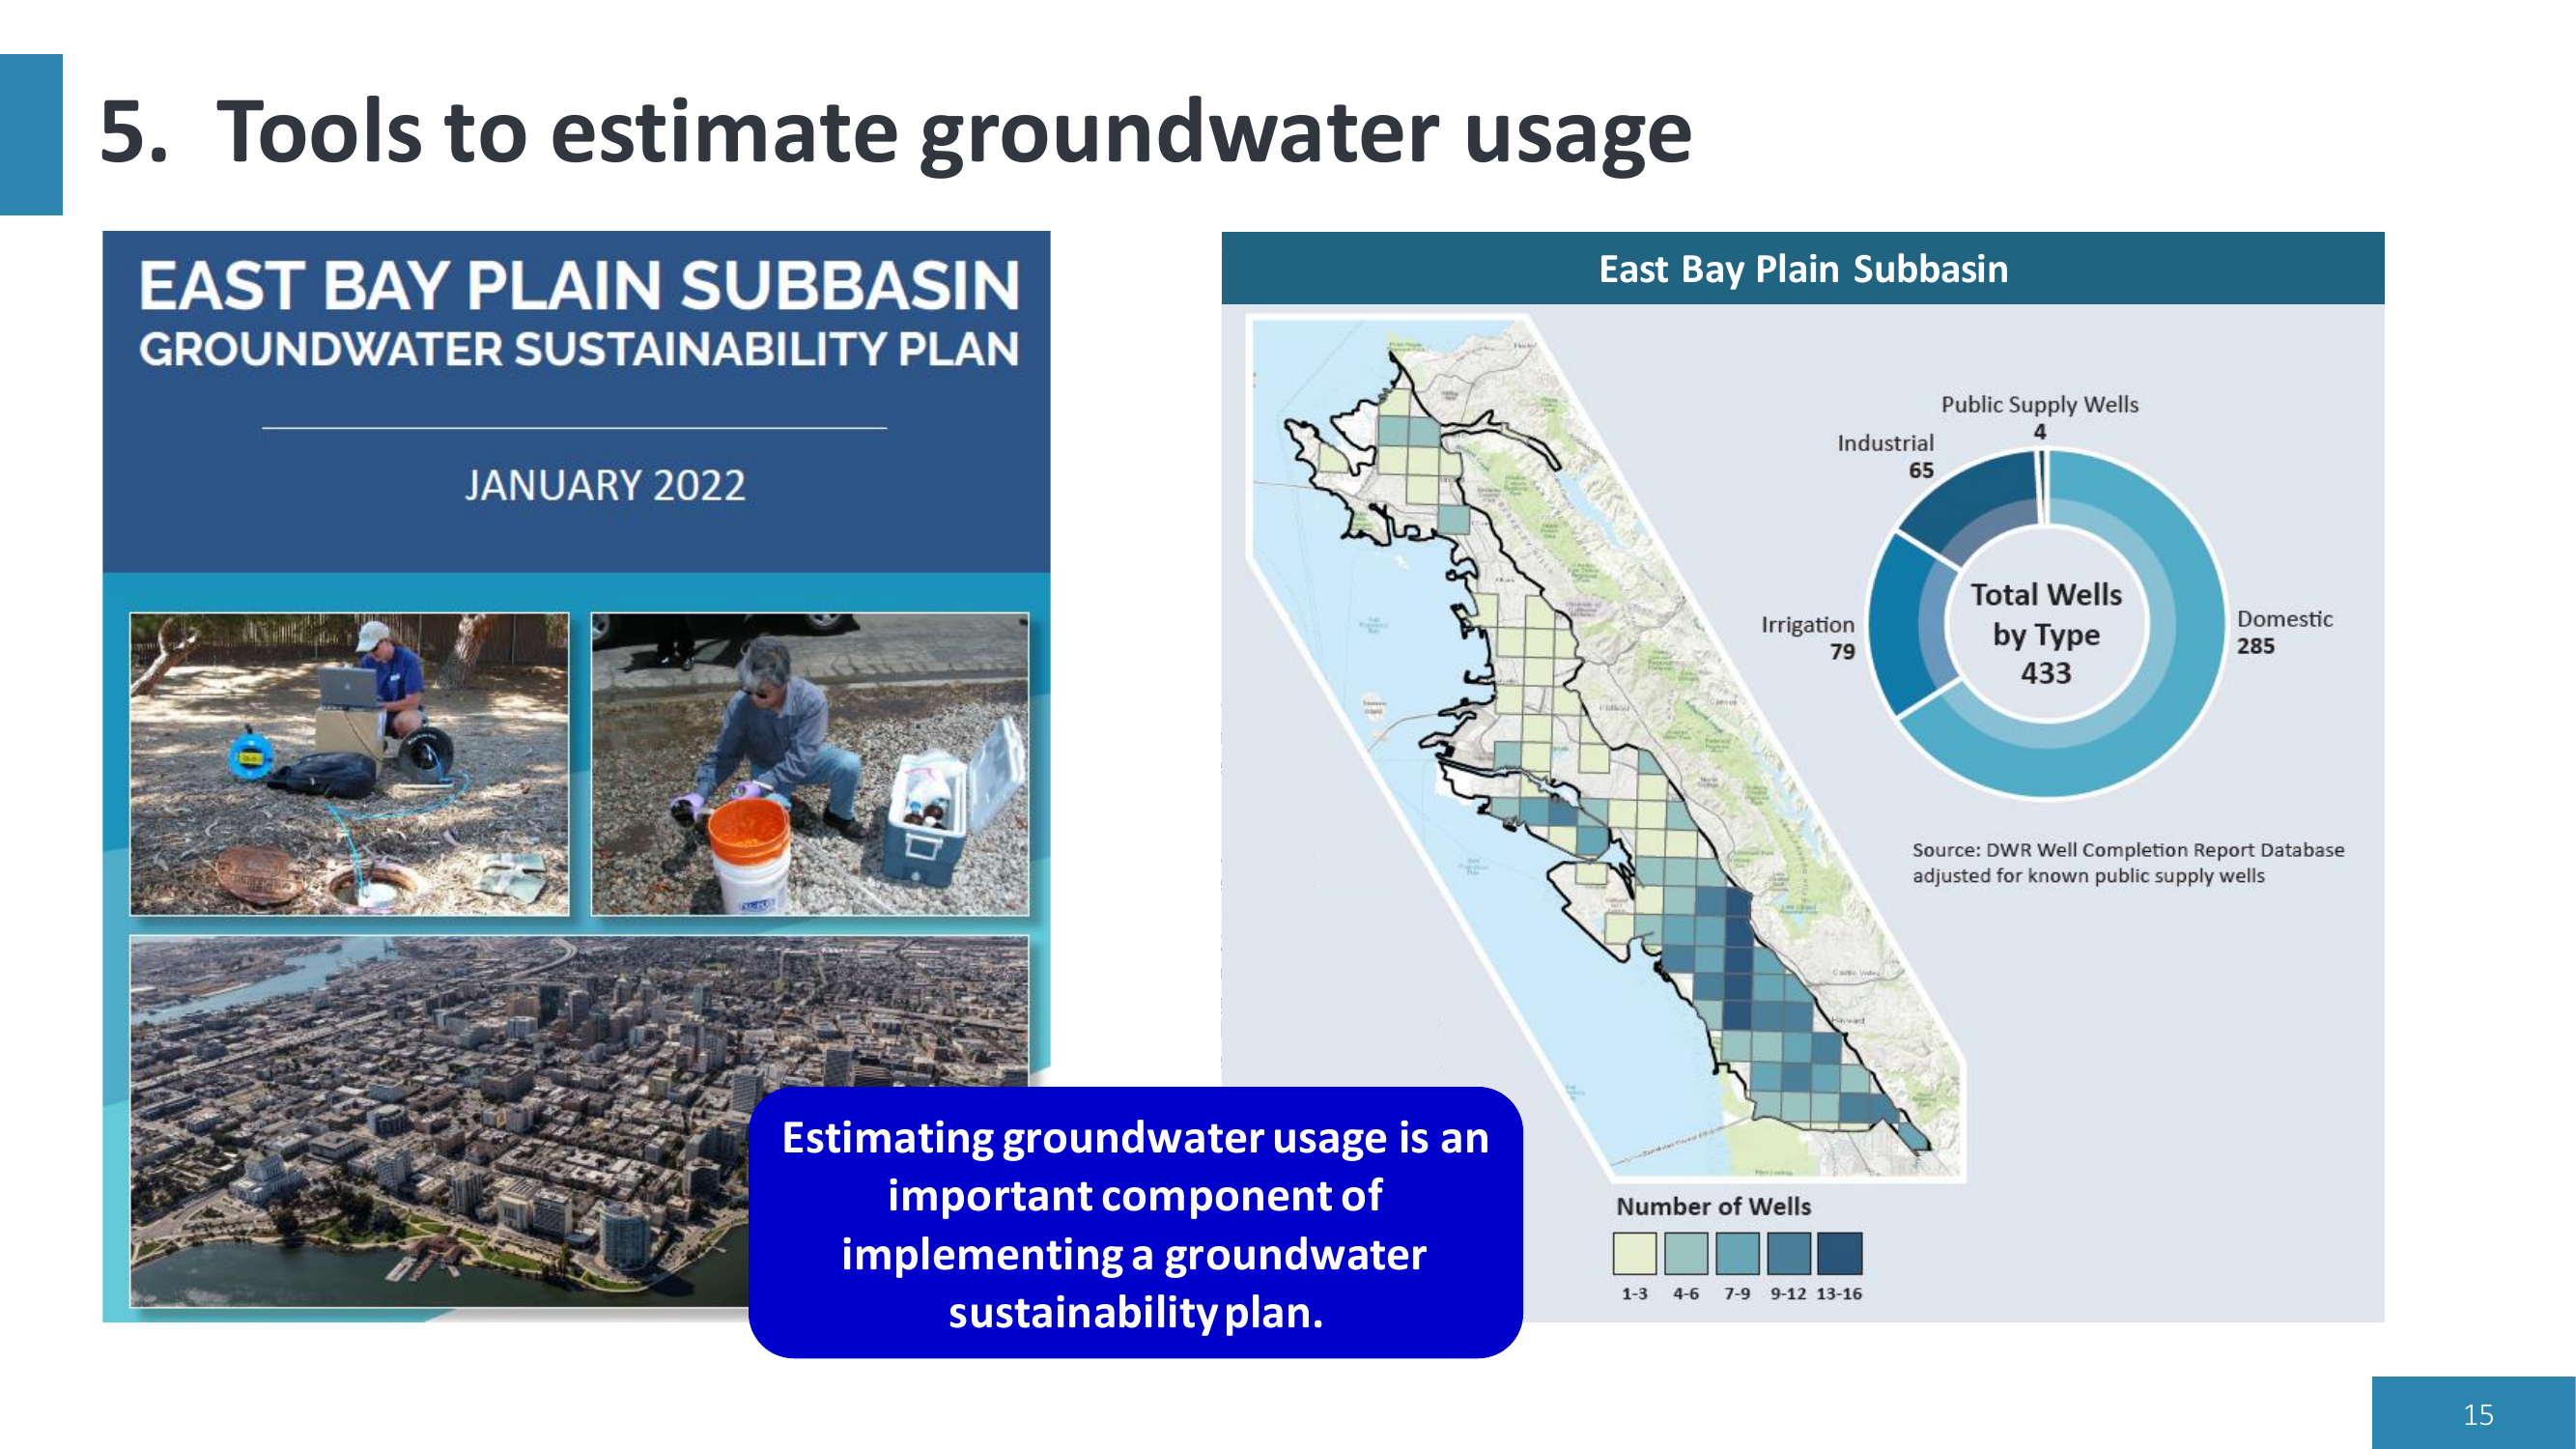 5. Tools to estimate groundwater usage
EAST BAY PLAIN SUBBASIN
GROUNDWATER SUSTAINABILITY PLAN
JANUARY 2022
East Bay Plain Subbasin
Public Supply Wells
4
Industrial
65
Irrigation
79
Total Wells
by Type
433
Domestic
285
Source: DWR Well Completion Report Database
adjusted for known public supply wells
Castro Valley
Hayward
Number of Wells
1-3 4-6 7-9 9-12 13-16
Estimating groundwater usage is an
important component of
implementing a groundwater
sustainability plan.
15